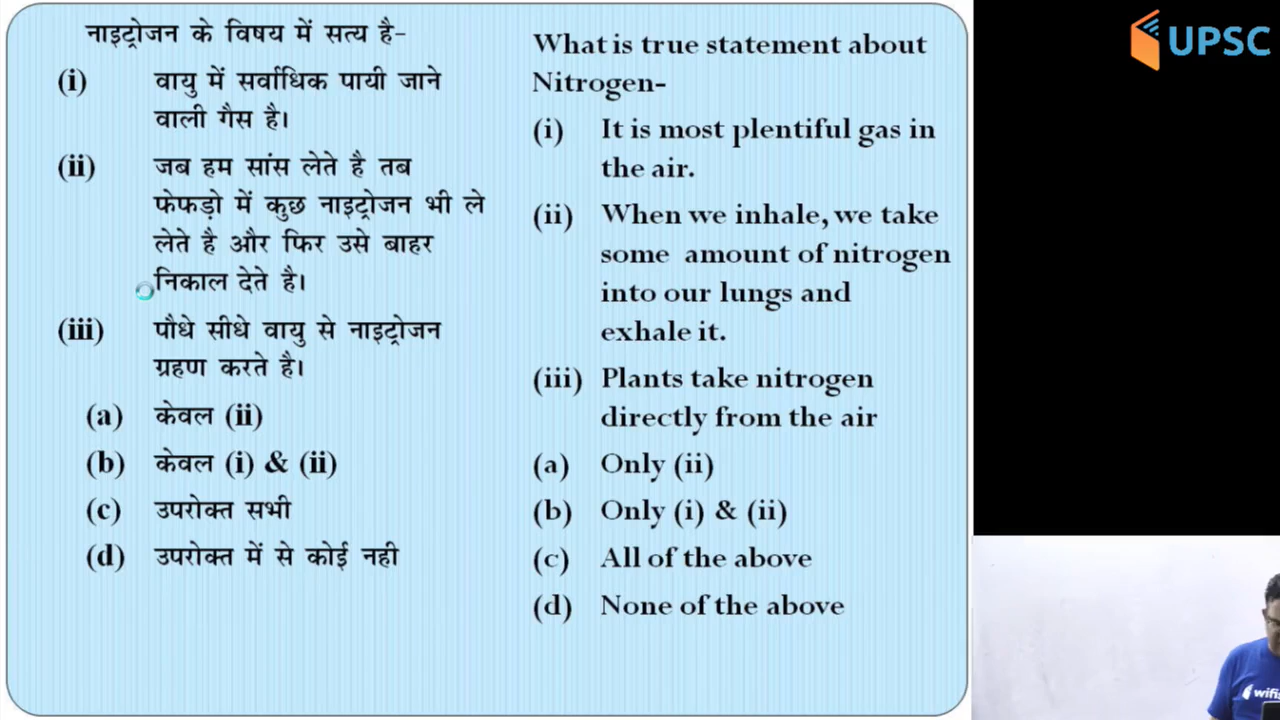 नाइट्रोजन के विषय में सत्य है-
(i) वायु में सर्वाधिक पायी जाने
वाली गैस है।
(ii) जब हम सांस लेते है तब
फेफड़ो में कुछ नाइट्रोजन भी ले
लेते है और फिर उसे बाहर
निकाल देते है।
(iii) पौधे सीधे वायु से नाइट्रोजन
ग्रहण करते है।
(a) केवल (ii)
(b) केवल (i) & (ii)
(c) उपरोक्त सभी
(d) उपरोक्त में से कोई नही
What is true statement about
Nitrogen-
(i) It is most plentiful gas in
the air.
(ii) When we inhale, we take
some amount of nitrogen
into our lungs and
exhale it.
(iii) Plants take nitrogen
directly from the air
(a) Only (ii)
(b) Only (i) & (ii)
(c) All of the above
(d) None of the above
UPSC